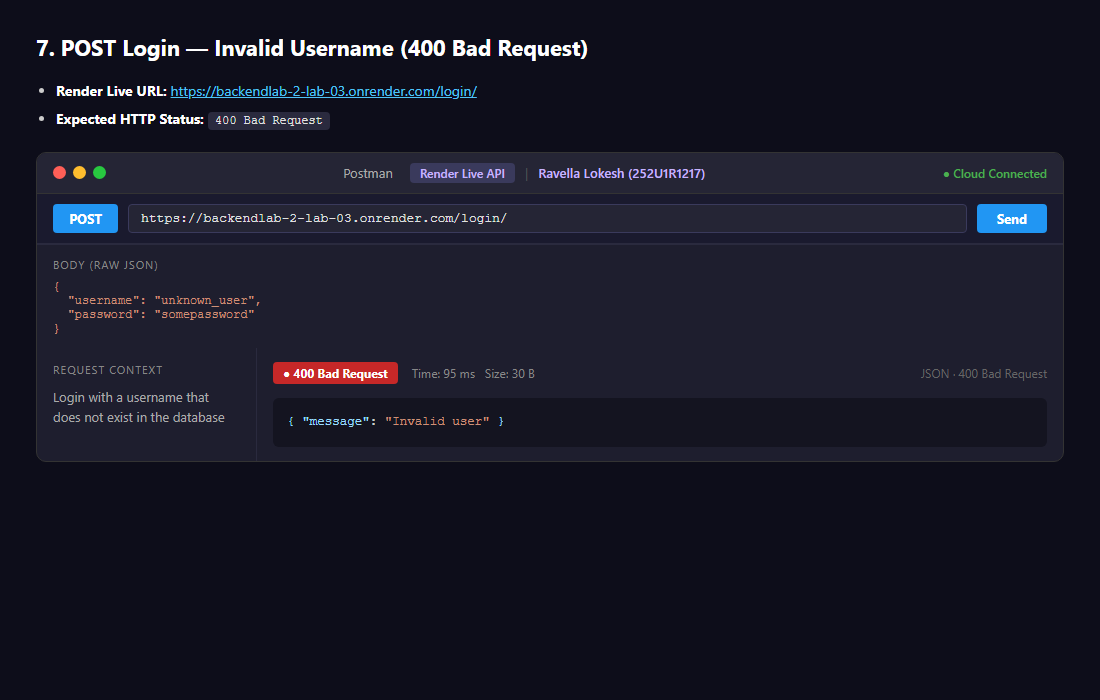 7. POST Login — Invalid Username (400 Bad Request)
• Render Live URL: https://backendlab-2-lab-03.onrender.com/login/
• Expected HTTP Status: 400 Bad Request
Postman Render Live API | Ravella Lokesh (252U1R1217) ● Cloud Connected
POST https://backendlab-2-lab-03.onrender.com/login/ Send
BODY (RAW JSON)
{
"username": "unknown_user",
"password": "somepassword"
}
REQUEST CONTEXT
Login with a username that
does not exist in the database
● 400 Bad Request Time: 95 ms Size: 30 B JSON · 400 Bad Request
{ "message": "Invalid user" }